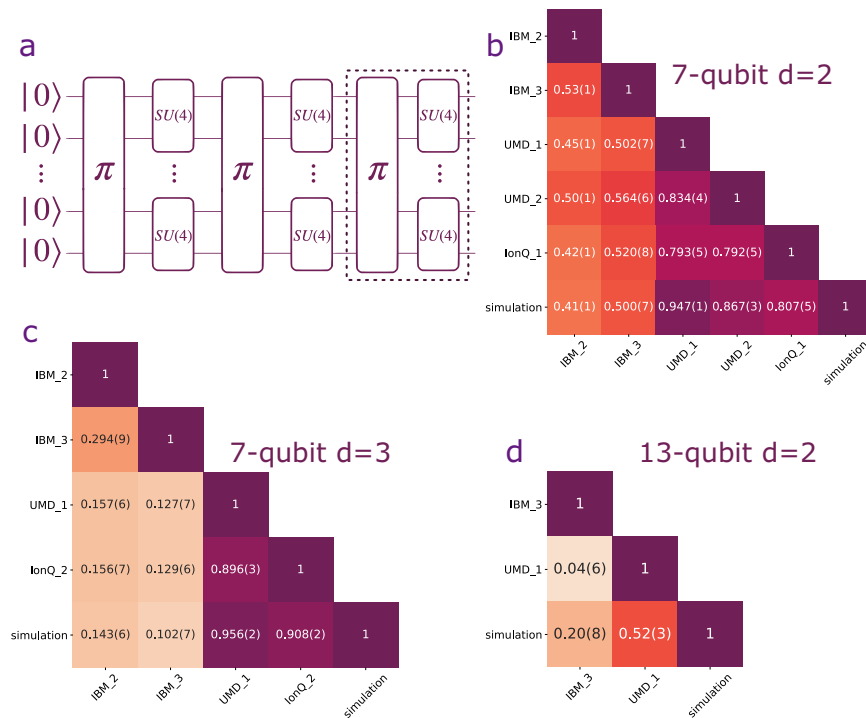 a
|0⟩ π SU(4) π SU(4) π SU(4)
|0⟩
⋮ ⋮ ⋮ ⋮
|0⟩ SU(4) SU(4) SU(4)
|0⟩
b
7-qubit d=2
IBM_2 1
IBM_3 0.53(1) 1
UMD_1 0.45(1) 0.502(7) 1
UMD_2 0.50(1) 0.564(6) 0.834(4) 1
IonQ_1 0.42(1) 0.520(8) 0.793(5) 0.792(5) 1
simulation 0.41(1) 0.500(7) 0.947(1) 0.867(3) 0.807(5) 1
IBM_2 IBM_3 UMD_1 UMD_2 IonQ_1 simulation
c
7-qubit d=3
IBM_2 1
IBM_3 0.294(9) 1
UMD_1 0.157(6) 0.127(7) 1
IonQ_2 0.156(7) 0.129(6) 0.896(3) 1
simulation 0.143(6) 0.102(7) 0.956(2) 0.908(2) 1
IBM_2 IBM_3 UMD_1 IonQ_2 simulation
d
13-qubit d=2
IBM_3 1
UMD_1 0.04(6) 1
simulation 0.20(8) 0.52(3) 1
IBM_3 UMD_1 simulation